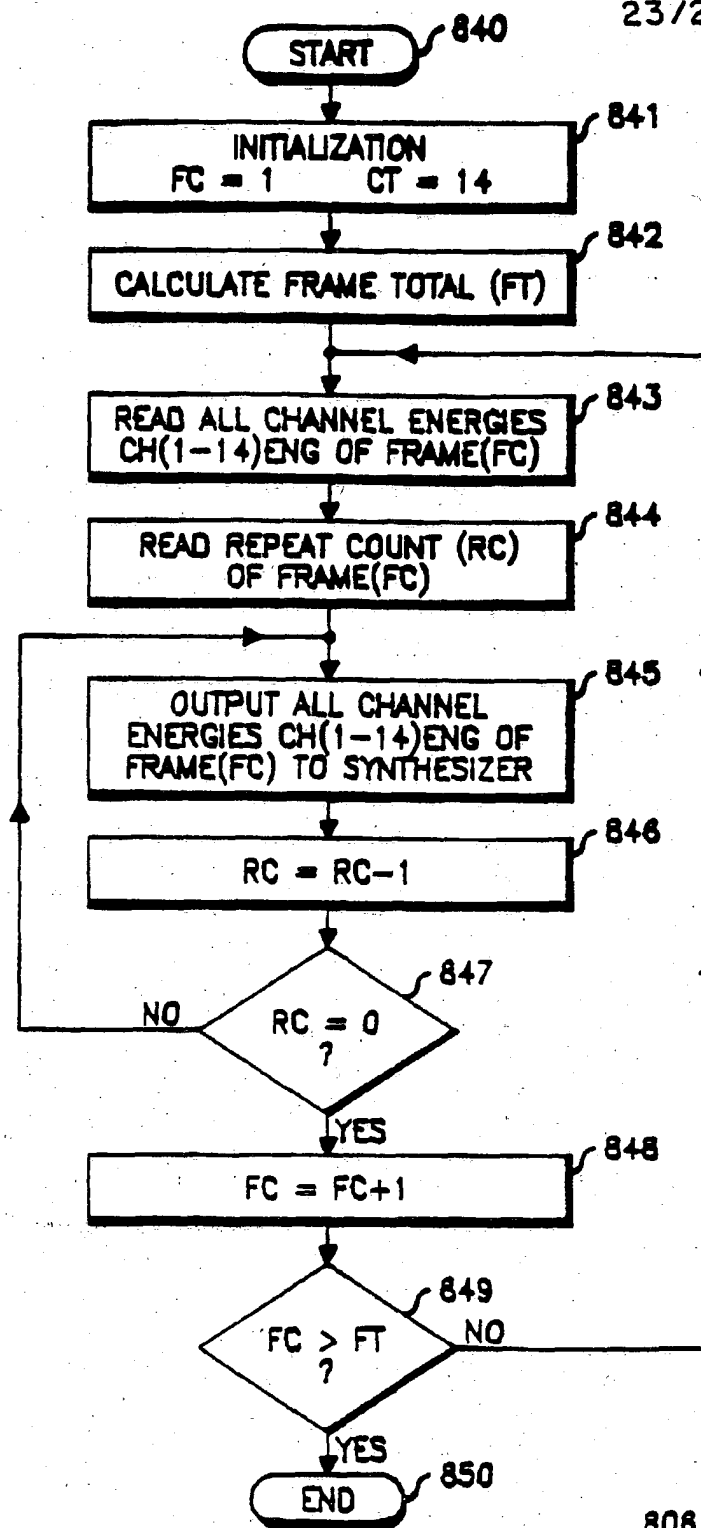 23/2
START
840
INITIALIZATION
841
FC = 1 CT = 14
842
CALCULATE FRAME TOTAL (FT)
843
READ ALL CHANNEL ENERGIES
CH(1-14)ENG OF FRAME(FC)
844
READ REPEAT COUNT (RC)
OF FRAME(FC)
845
OUTPUT ALL CHANNEL
ENERGIES CH(1-14)ENG OF
FRAME(FC) TO SYNTHESIZER
846
RC = RC-1
847
NO
RC = 0
?
YES
848
FC = FC+1
849
FC > FT
NO
?
YES
850
END
808